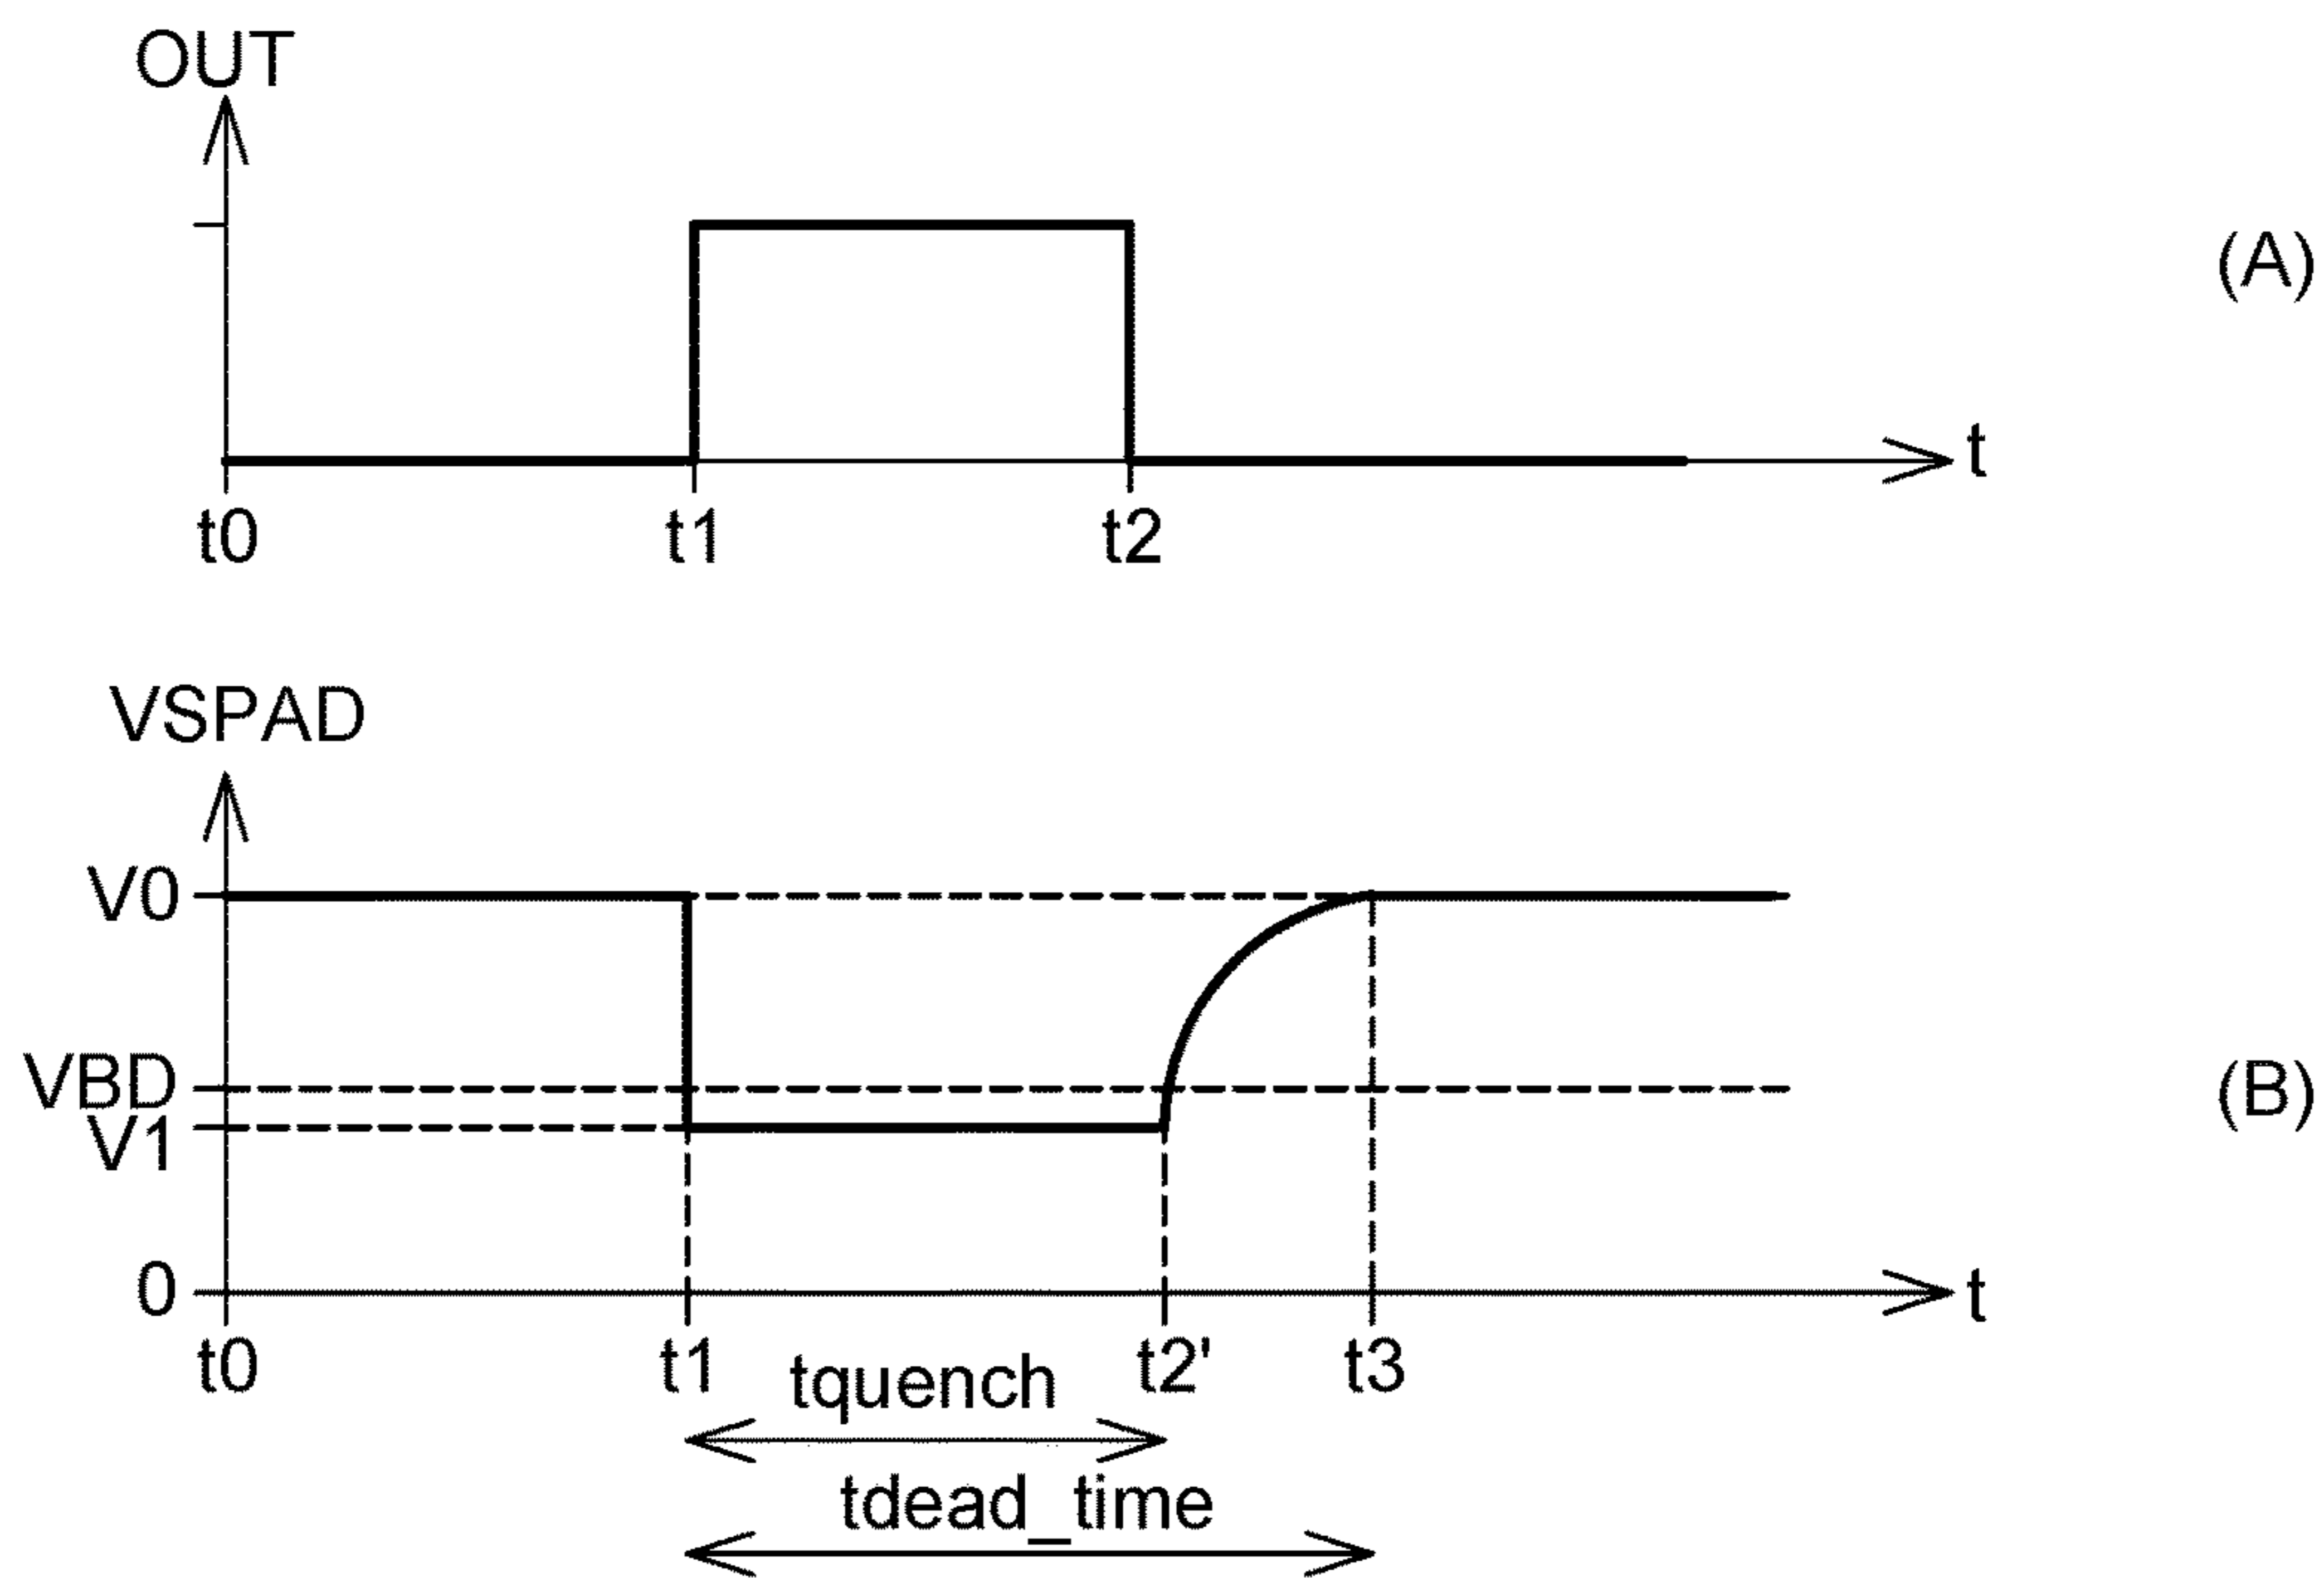 OUT
(A)
t
t0 t1 t2
VSPAD
V0
VBD
(B)
V1
0
t
t0 t1 t2' t3
tquench
tdead_time